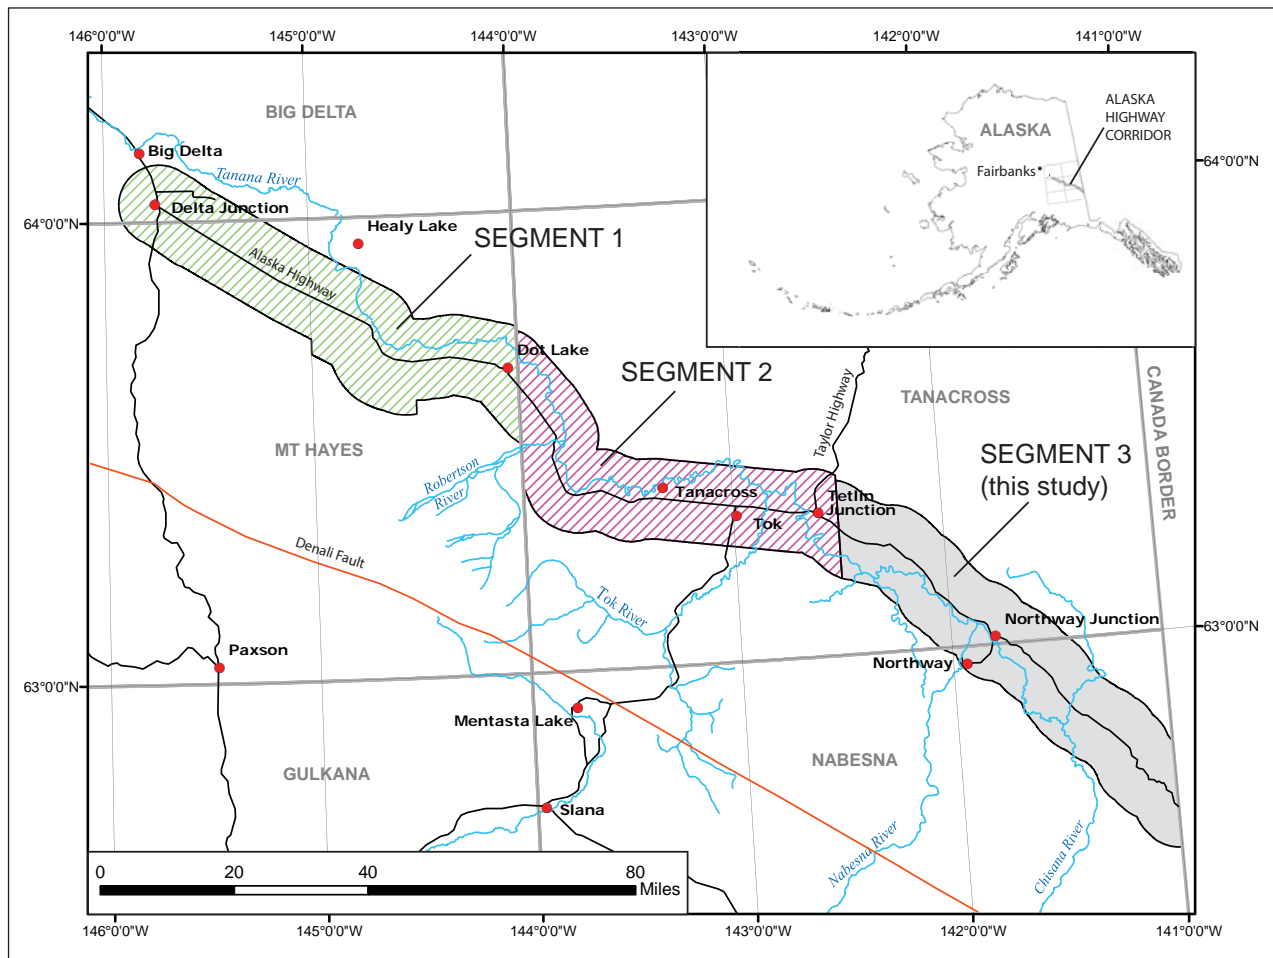 146°0'0"W
145°0'0"W
144°0'0"W
143°0'0"W
142°0'0"W
141°0'0"W
BIG DELTA
ALASKA
HIGHWAY
CORRIDOR
ALASKA
Fairbanks*
64°0'0"N
Big Delta
Tanana River
Delta Junction
64°0'0"N
Healy Lake
SEGMENT 1
Alaska Highway
Dot Lake
SEGMENT 2
Taylor Highway
TANACROSS
CANADA BORDER
MT HAYES
SEGMENT 3
(this study)
Robertson
River
Tanacross
Tetlin
Junction
Tok
Denali Fault
Tok River
Northway Junction
63°0'0"N
Paxson
Northway
63°0'0"N
Mentasta Lake
GULKANA
NABESNA
Slana
Nabesna River
Chisana River
0
20
40
80
Miles
146°0'0"W
145°0'0"W
144°0'0"W
143°0'0"W
142°0'0"W
141°0'0"W